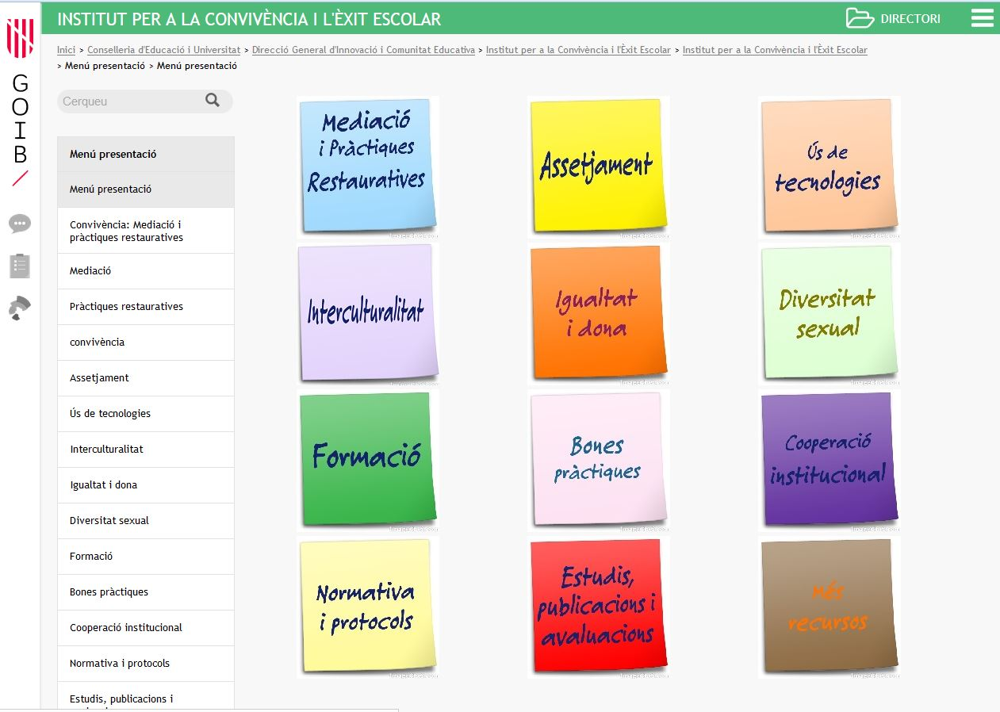 INSTITUT PER A LA CONVIVÈNCIA I L'ÈXIT ESCOLAR
DIRECTORI
G
O
I
B
Inici > Conselleria d'Educació i Universitat > Direcció General d'Innovació i Comunitat Educativa > Institut per a la Convivència i l'Èxit Escolar > Institut per a la Convivència i l'Èxit Escolar
> Menú presentació > Menú presentació
Cerqueu
Menú presentació
Menú presentació
Convivència: Mediació i
pràctiques restauratives
Mediació
Pràctiques restauratives
convivència
Assetjament
Ús de tecnologies
Interculturalitat
Igualtat i dona
Diversitat sexual
Formació
Bones pràctiques
Cooperació institucional
Normativa i protocols
Estudis, publicacions i
Mediació
i Pràctiques
Restauratives
Assetjament
Ús de
tecnologies
Interculturalitat
Igualtat
i dona
Diversitat
sexual
Formació
Bones
pràctiques
Cooperació
institucional
Normativa
i protocols
Estudis,
publicacions i
avaluacions
Més
recursos